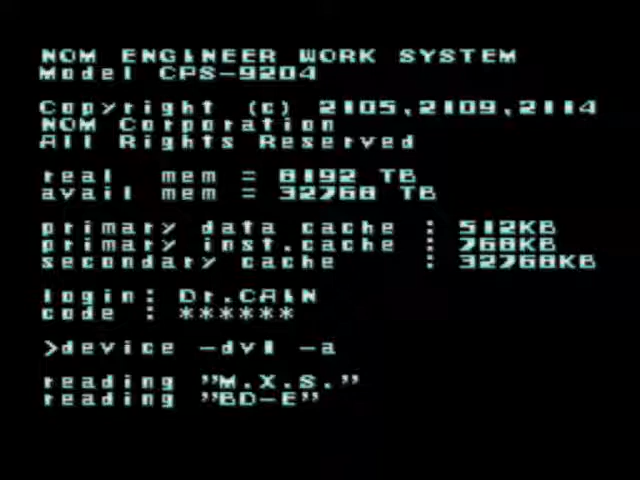 NOM ENGINEER WORK SYSTEM
Model CPS-9204
Copyright (c) 2105,2109,2114
NOM Corporation
All Rights Reserved
real mem = 8192 TB
avail mem = 32768 TB
primary data cache : 512KB
primary inst.cache : 768KB
secondary cache : 32768KB
login: Dr.CAIN
code : ******
>device -dvl -a
reading "M.X.S."
reading "BD-E"